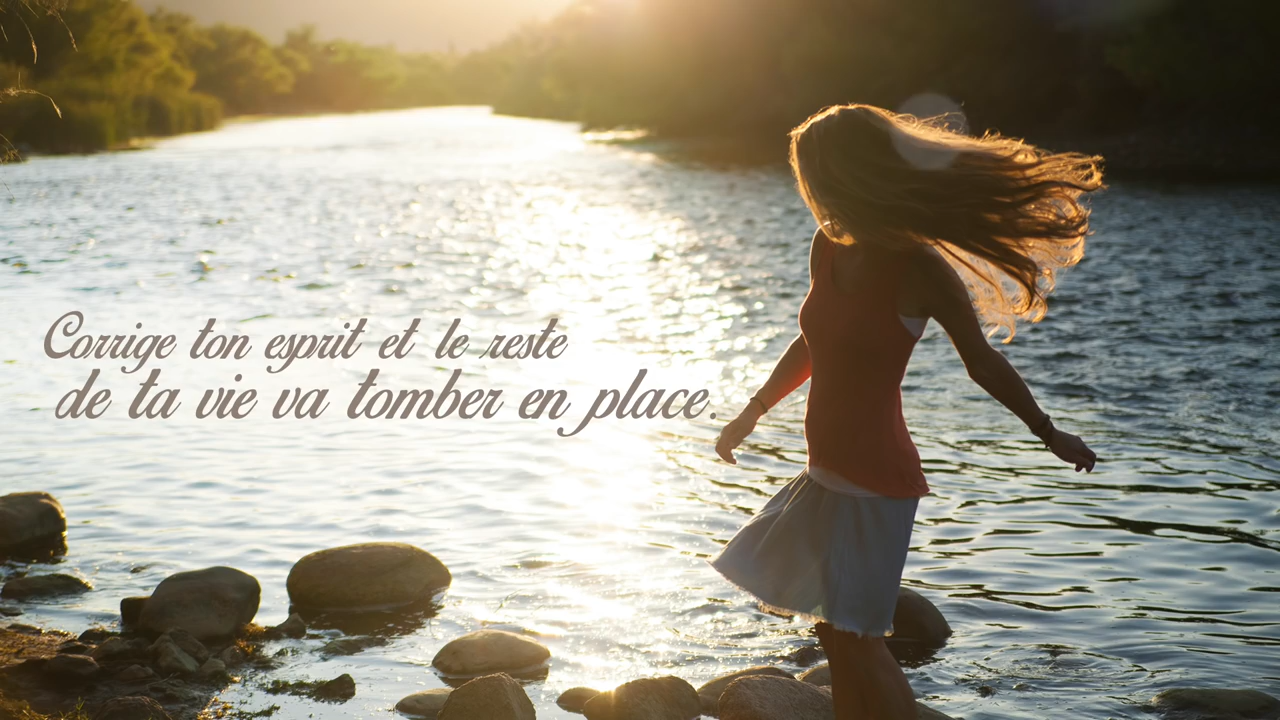 Corrige ton esprit et le reste
de ta vie va tomber en place.